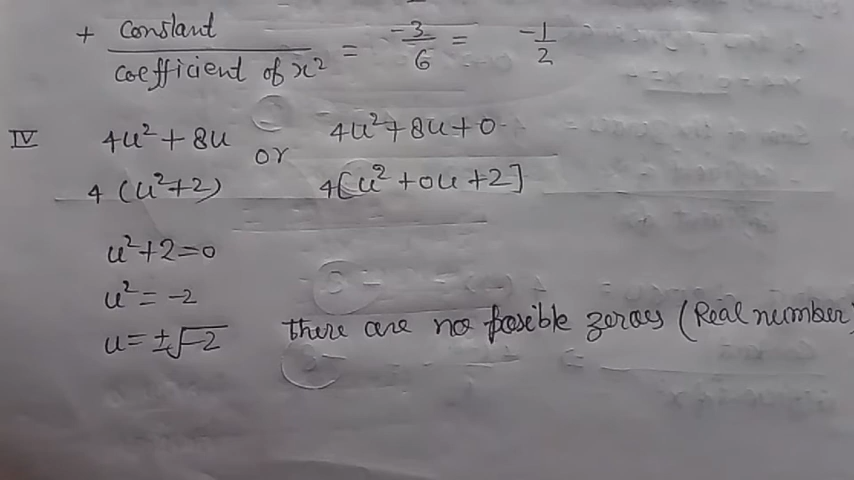 + Constant / coefficient of x² = -3/6 = -1/2
IV 4u² + 8u or 4u² + 8u + 0
4 (u²+2) 4[u² + 0u + 2]
u² + 2 = 0
u² = -2
u = ±√-2 there are no posible zeroes (Real number)